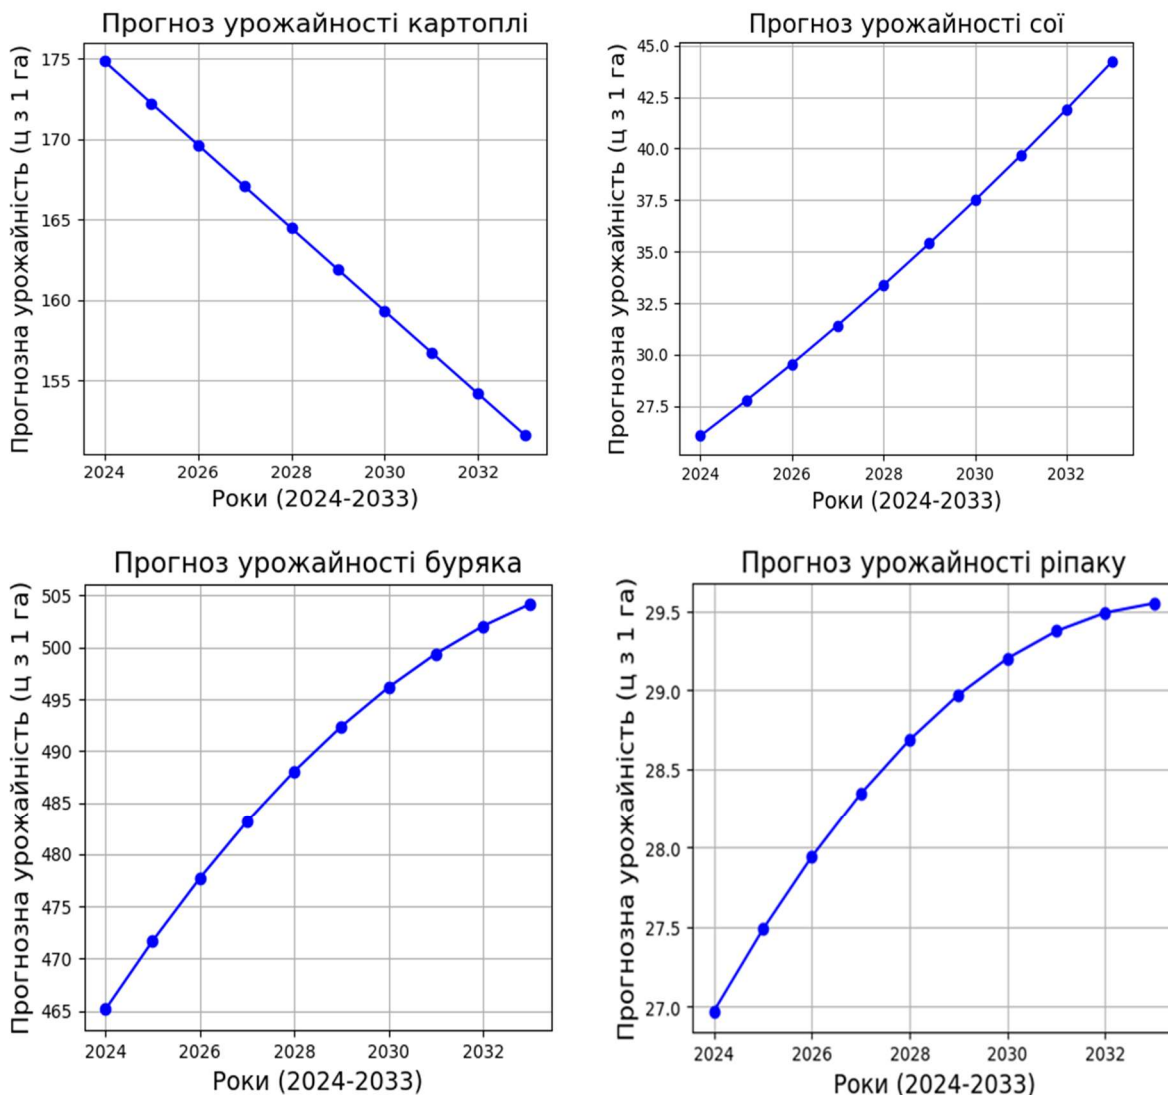 Прогноз урожайності картоплі
Прогнозна урожайність (ц з 1 га)
175
170
165
160
155
2024 2026 2028 2030 2032
Роки (2024-2033)
Прогноз урожайності сої
Прогнозна урожайність (ц з 1 га)
45.0
42.5
40.0
37.5
35.0
32.5
30.0
27.5
2024 2026 2028 2030 2032
Роки (2024-2033)
Прогноз урожайності буряка
Прогнозна урожайність (ц з 1 га)
505
500
495
490
485
480
475
470
465
2024 2026 2028 2030 2032
Роки (2024-2033)
Прогноз урожайності ріпаку
Прогнозна урожайність (ц з 1 га)
29.5
29.0
28.5
28.0
27.5
27.0
2024 2026 2028 2030 2032
Роки (2024-2033)